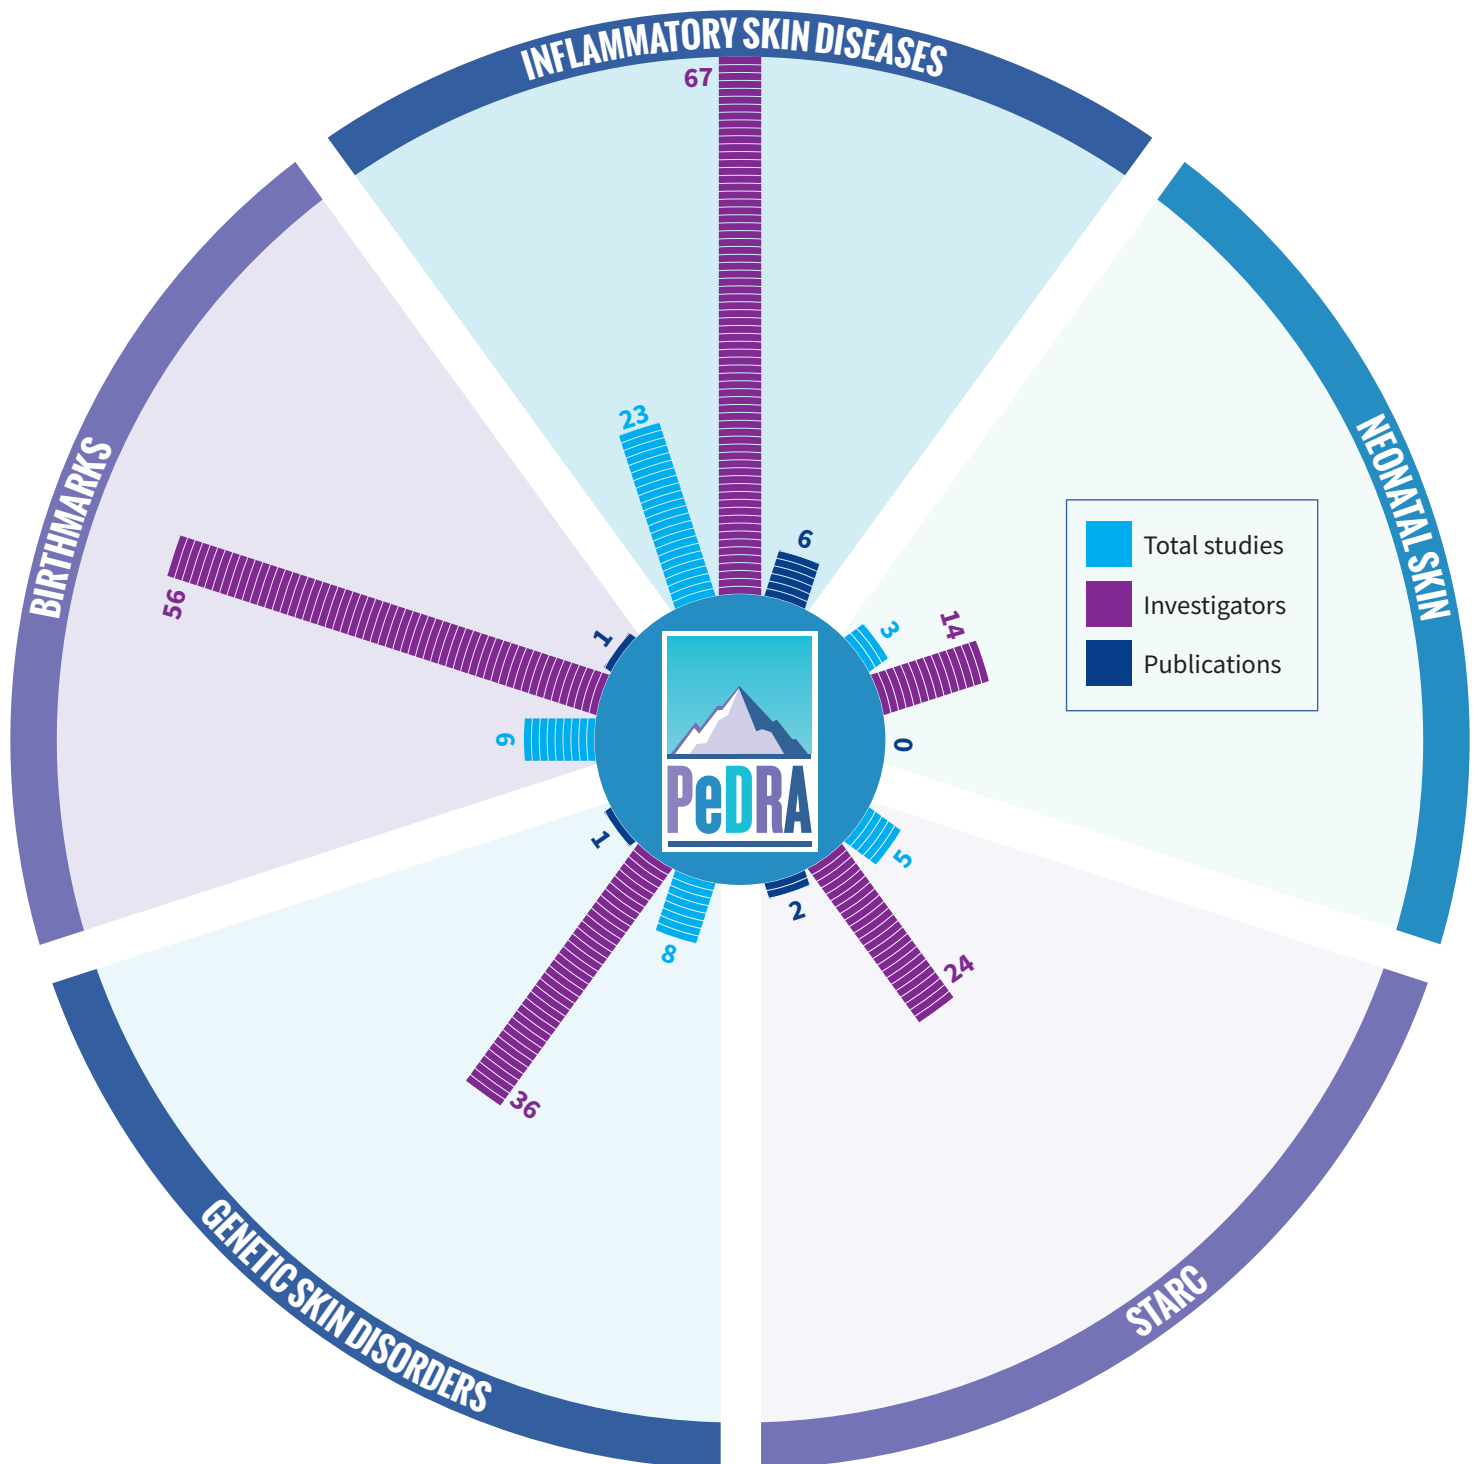 INFLAMMATORY SKIN DISEASES
67
23
6
NEONATAL SKIN
3
14
0
Total studies
Investigators
Publications
BIRTHMARKS
56
1
9
PeDRA
STARC
5
24
2
GENETIC SKIN DISORDERS
1
36
8